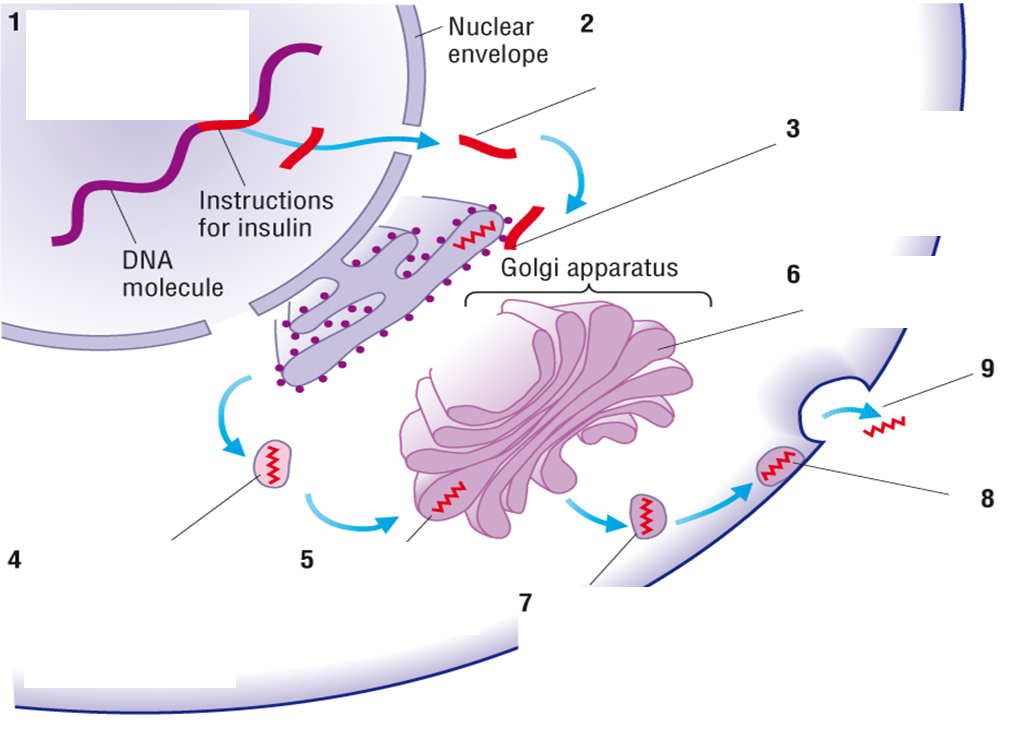 1
Nuclear
envelope
2
3
Instructions
for insulin
DNA
molecule
Golgi apparatus
6
9
8
4
5
7